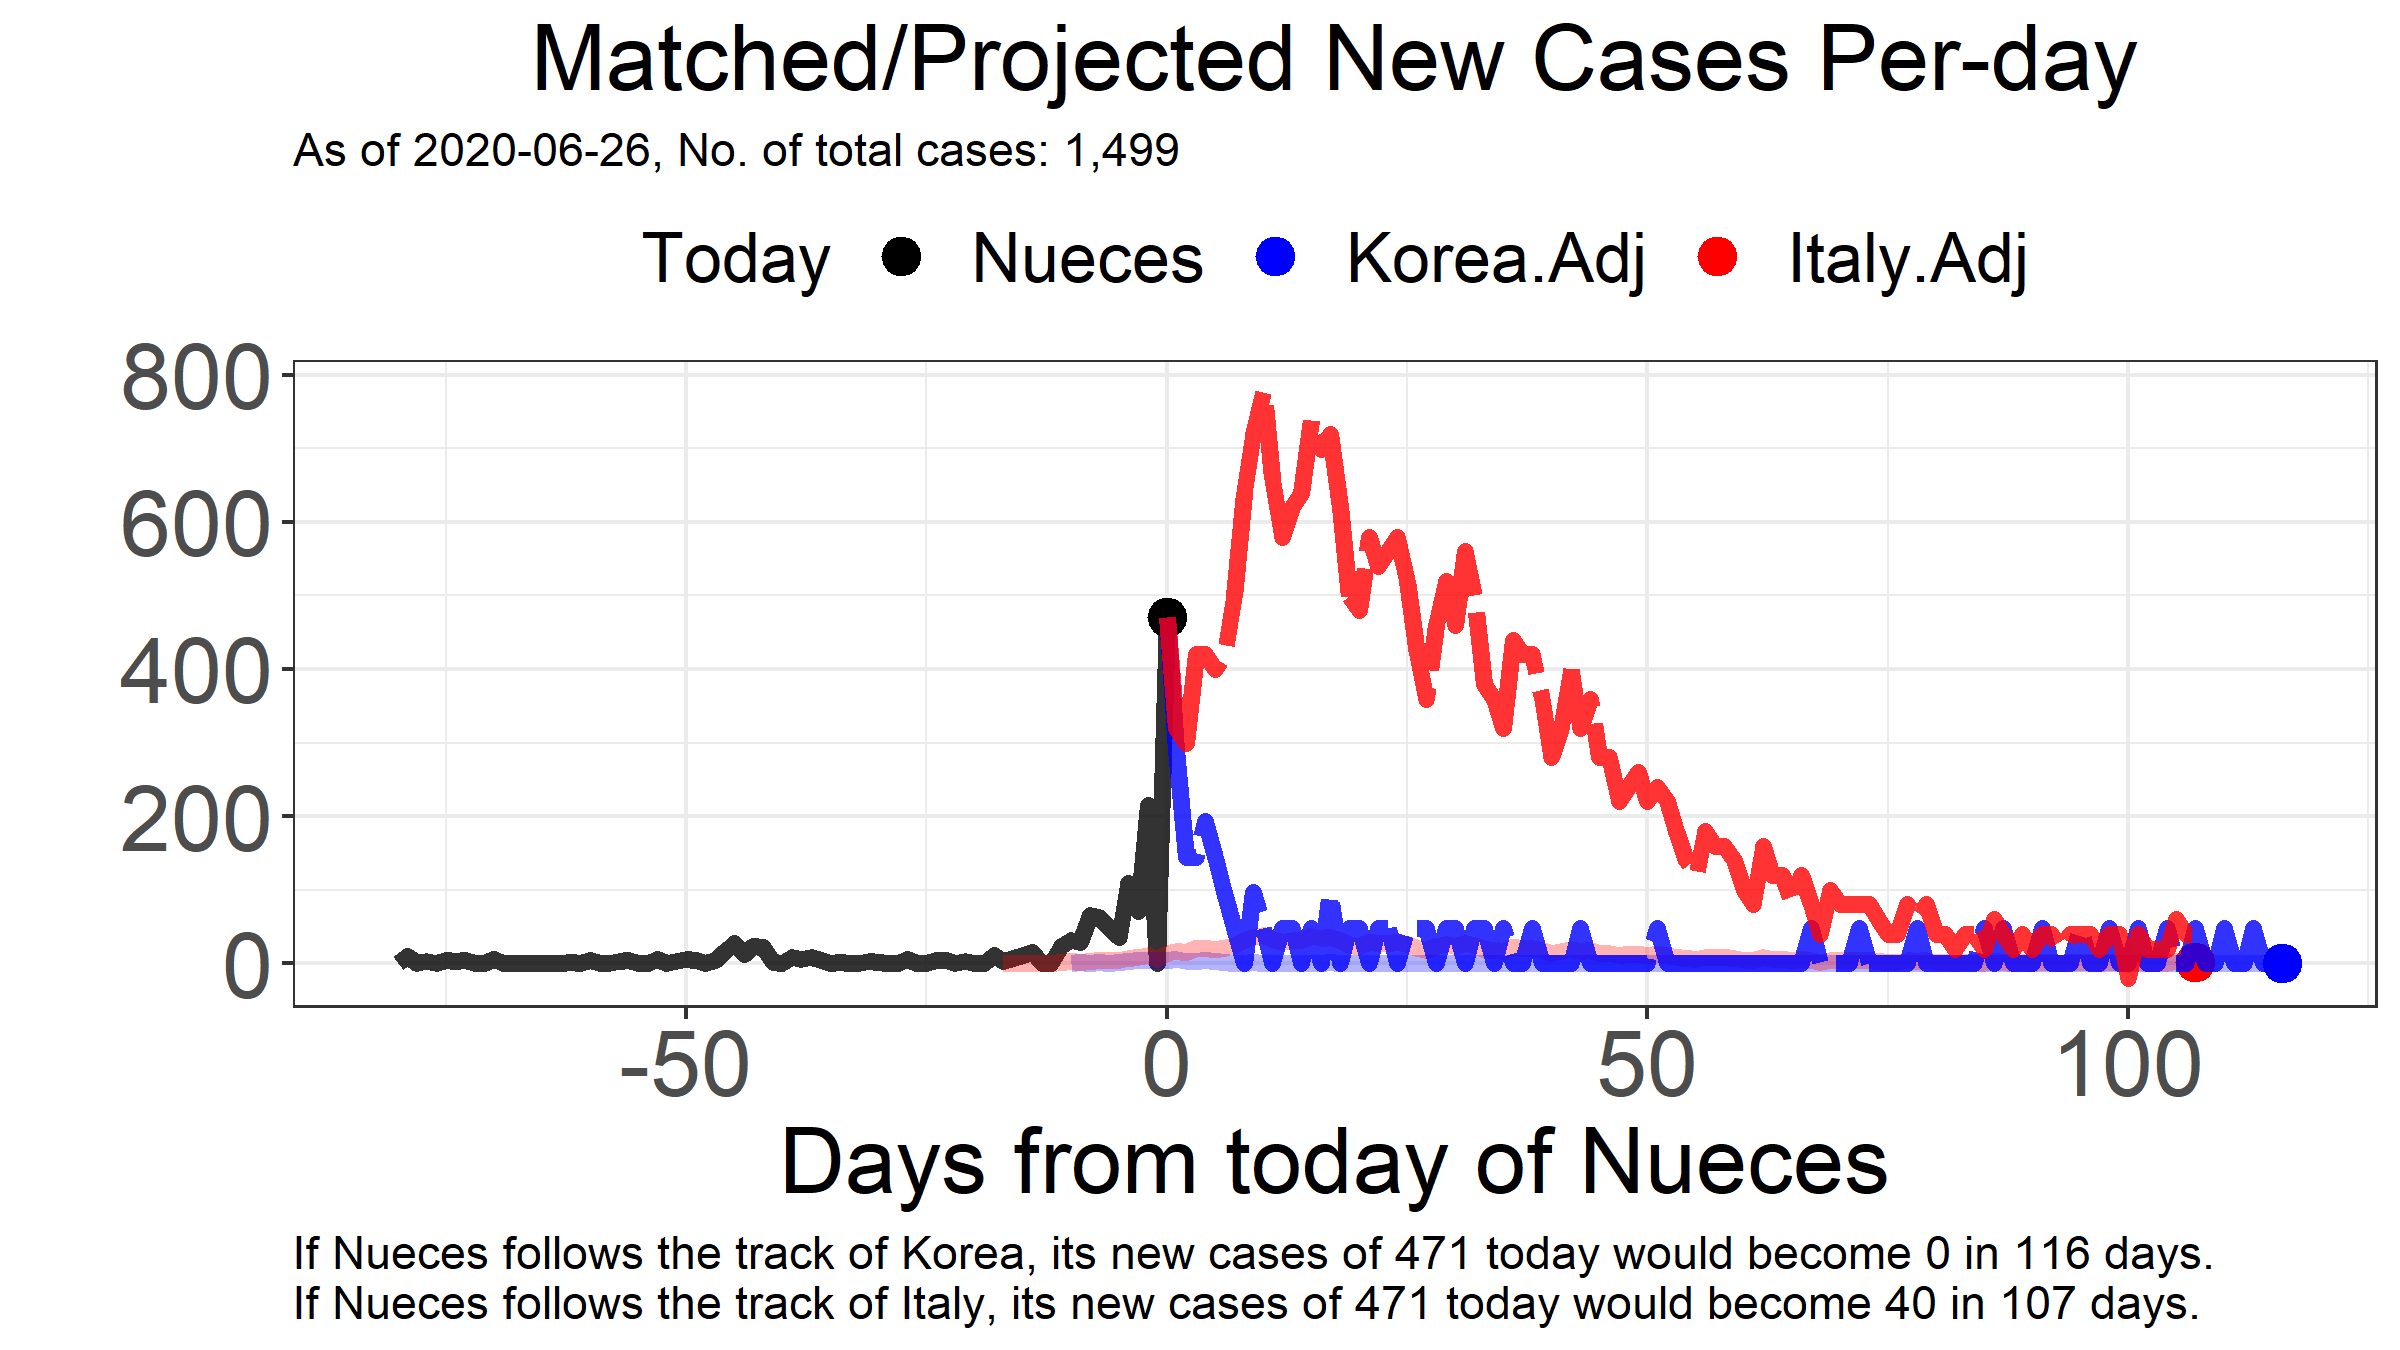 Matched/Projected New Cases Per-day
As of 2020-06-26, No. of total cases: 1,499
Today Nueces Korea.Adj Italy.Adj
800
600
400
200
0
-50 0 50 100
Days from today of Nueces
If Nueces follows the track of Korea, its new cases of 471 today would become 0 in 116 days.
If Nueces follows the track of Italy, its new cases of 471 today would become 40 in 107 days.